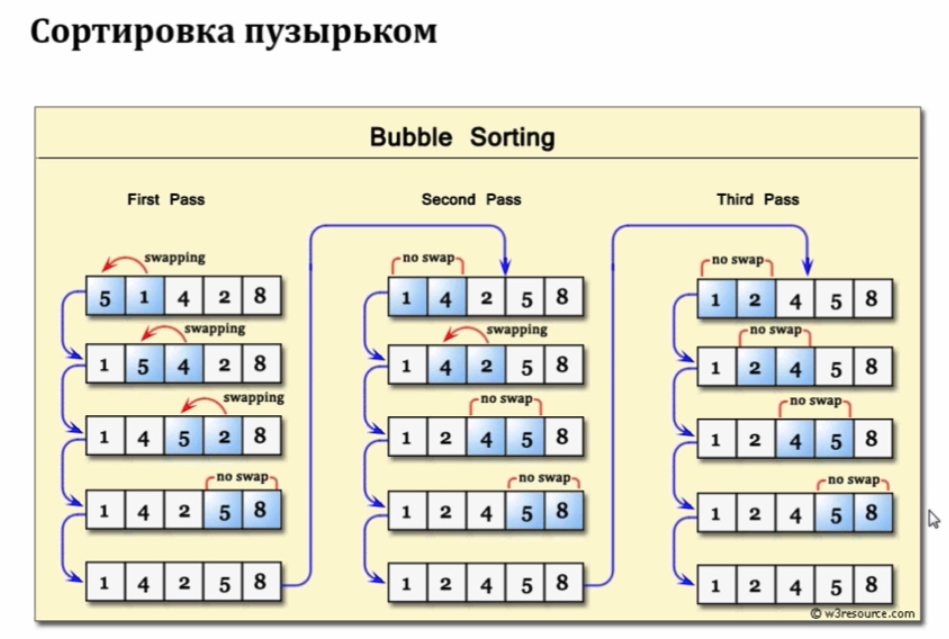 Сортировка пузырьком
Bubble Sorting
First Pass
swapping
5 1 4 2 8
swapping
1 5 4 2 8
swapping
1 4 5 2 8
no swap
1 4 2 5 8
1 4 2 5 8
Second Pass
no swap
1 4 2 5 8
swapping
1 4 2 5 8
no swap
1 2 4 5 8
no swap
1 2 4 5 8
1 2 4 5 8
Third Pass
no swap
1 2 4 5 8
no swap
1 2 4 5 8
no swap
1 2 4 5 8
no swap
1 2 4 5 8
1 2 4 5 8
© w3resource.com